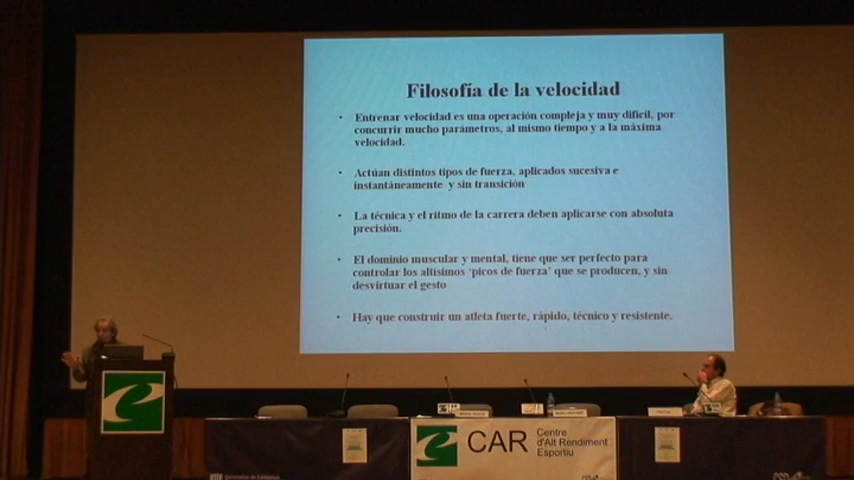 Filosofía de la velocidad
• Entrenar velocidad es una operación compleja y muy difícil, por
concurrir mucho parámetros, al mismo tiempo y a la máxima
velocidad.
• Actúan distintos tipos de fuerza, aplicados sucesiva e
instantáneamente y sin transición
• La técnica y el ritmo de la carrera deben aplicarse con absoluta
precisión.
• El dominio muscular y mental, tiene que ser perfecto para
controlar los altísimos ‘picos de fuerza’ que se producen, y sin
desvirtuar el gesto
• Hay que construir un atleta fuerte, rápido, técnico y resistente.
CAR
Centre
d'Alt Rendiment
Esportiu
Generalitat de Catalunya